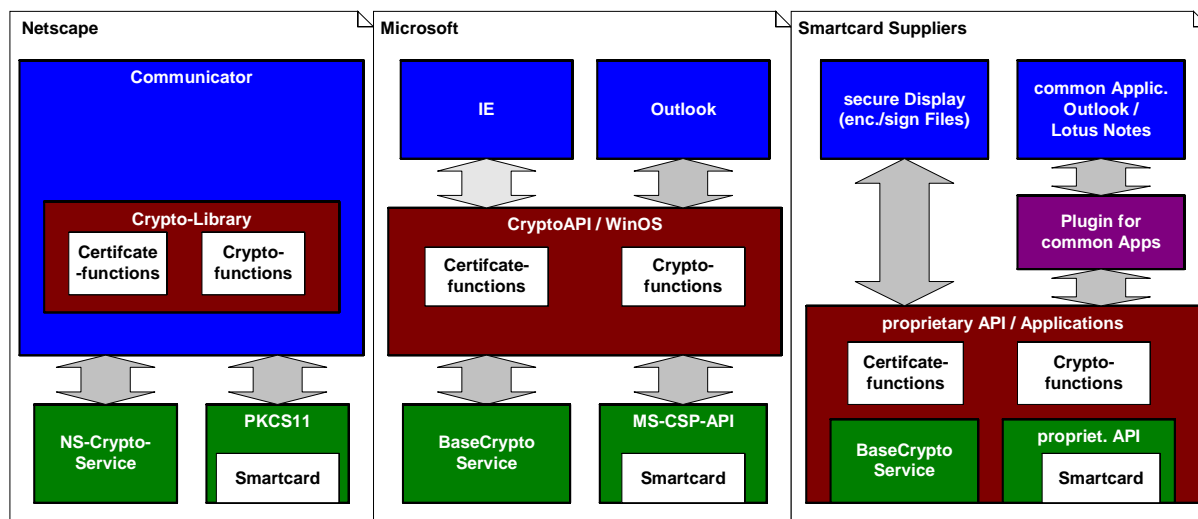 Netscape
Communicator
Crypto-Library
Certifcate
-functions
Crypto-
functions
NS-Crypto-
Service
PKCS11
Smartcard
Microsoft
IE
Outlook
CryptoAPI / WinOS
Certifcate-
functions
Crypto-
functions
BaseCrypto
Service
MS-CSP-API
Smartcard
Smartcard Suppliers
secure Display
(enc./sign Files)
common Applic.
Outlook /
Lotus Notes
Plugin for
common Apps
proprietary API / Applications
Certifcate-
functions
Crypto-
functions
BaseCrypto
Service
propriet. API
Smartcard